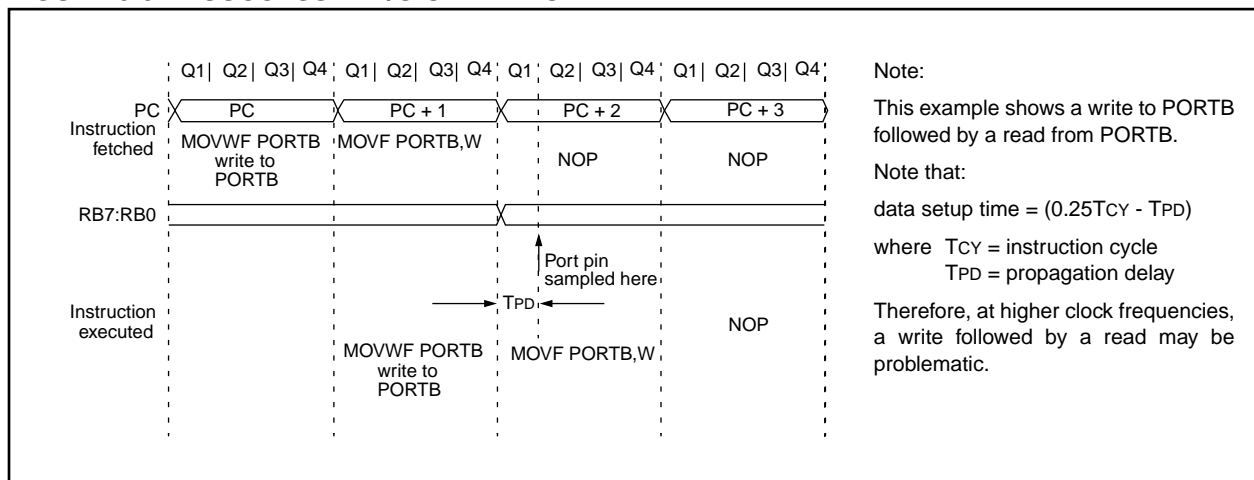 Q1| Q2| Q3| Q4 Q1| Q2| Q3| Q4 Q1| Q2| Q3| Q4 Q1| Q2| Q3| Q4
PC PC PC + 1 PC + 2 PC + 3
Instruction
fetched
MOVWF PORTB
write to
PORTB
MOVF PORTB,W
NOP
NOP
RB7:RB0
Port pin
sampled here
TPD
Instruction
executed
MOVWF PORTB
write to
PORTB
MOVF PORTB,W
NOP
Note:
This example shows a write to PORTB
followed by a read from PORTB.
Note that:
data setup time = (0.25TCY - TPD)
where TCY = instruction cycle
TPD = propagation delay
Therefore, at higher clock frequencies,
a write followed by a read may be
problematic.